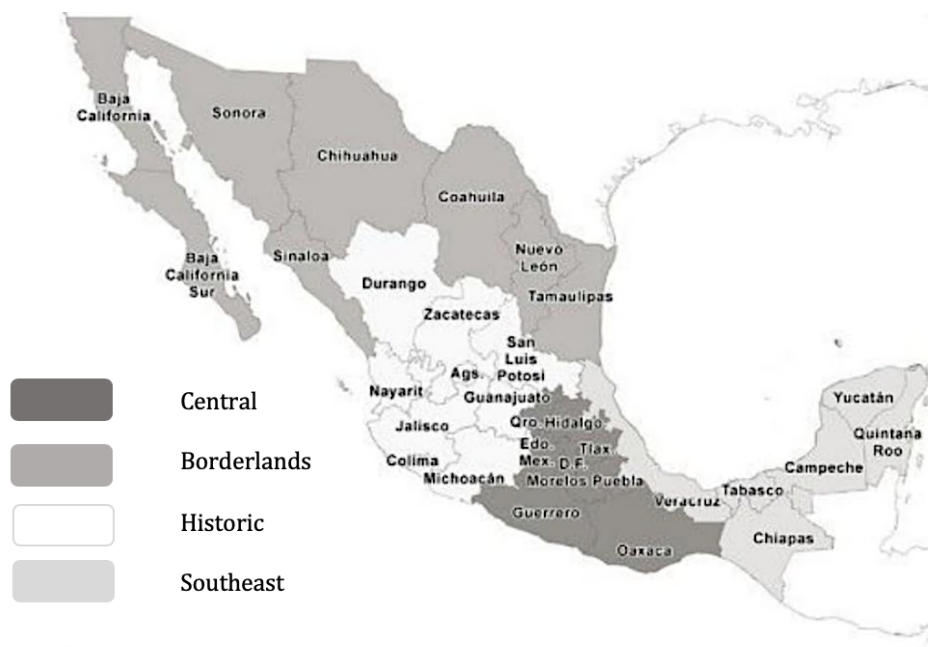 Baja
California
Sonora
Chihuahua
Coahuila
Nuevo
León
Baja
California
Sur
Sinaloa
Durango
Tamaulipas
Zacatecas
San
Luis
Potosi
Ags.
Nayarit
Guanajuato
Yucatán
Jalisco
Qro. Hidalgo
Quintana
Roo
Edo.
Mex.
Tlax.
D.F.
Colima
Michoacán
Morelos Puebla
Campeche
Tabasco
Veracruz
Guerrero
Chiapas
Oaxaca
Central
Borderlands
Historic
Southeast